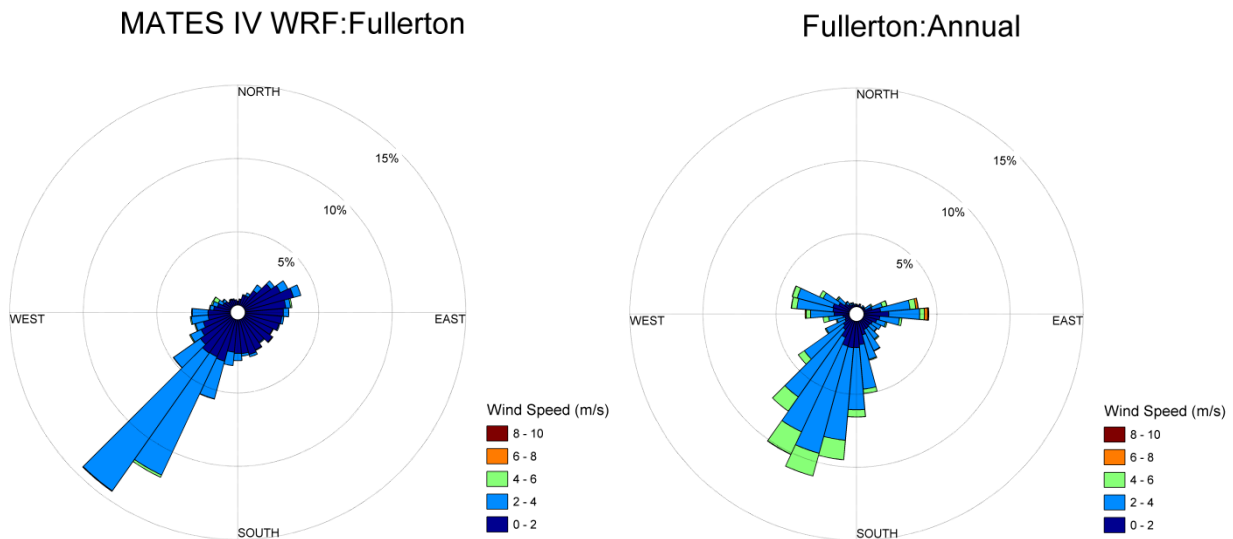 MATES IV WRF:Fullerton
NORTH
15%
10%
5%
WEST
EAST
SOUTH
Wind Speed (m/s)
8 - 10
6 - 8
4 - 6
2 - 4
0 - 2
Fullerton:Annual
NORTH
15%
10%
5%
WEST
EAST
SOUTH
Wind Speed (m/s)
8 - 10
6 - 8
4 - 6
2 - 4
0 - 2